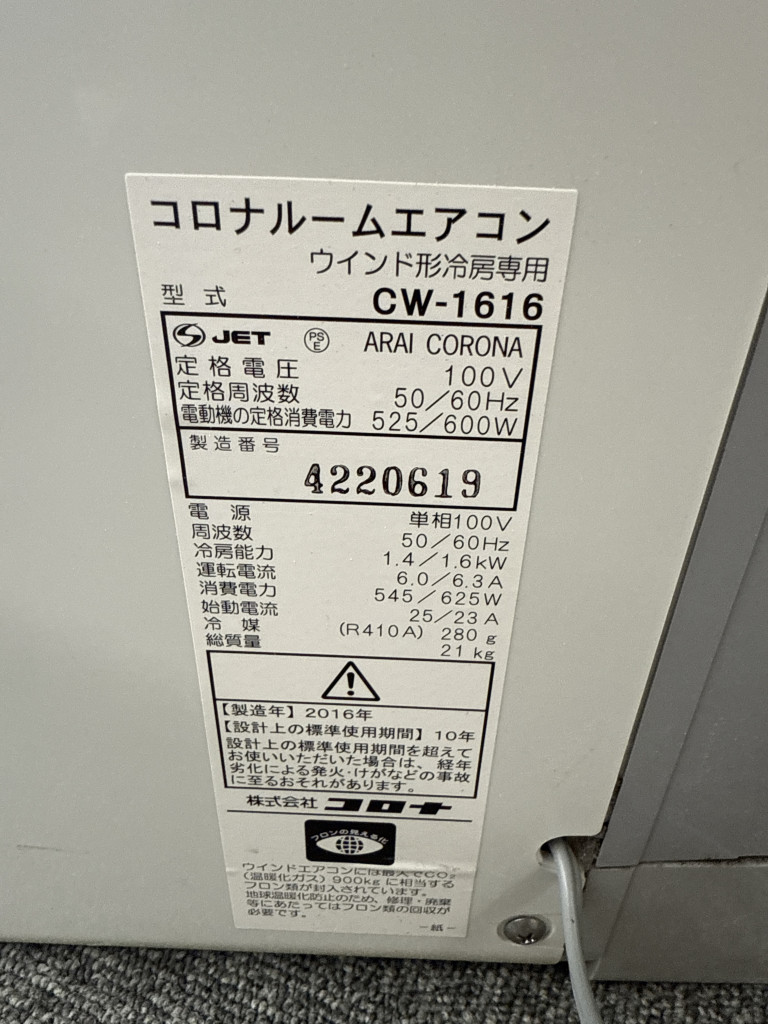 コロナルームエアコン
ウインド形冷房専用
型式 CW-1616
JET PSE ARAI CORONA
定格電圧 100V
定格周波数 50/60Hz
電動機の定格消費電力 525/600W
製造番号
4220619
電源 単相100V
周波数 50/60Hz
冷房能力 1.4/1.6kW
運転電流 6.0/6.3A
消費電力 545/625W
始動電流 25/23A
冷媒 (R410A) 280g
総質量 21kg
【製造年】2016年
【設計上の標準使用期間】10年
設計上の標準使用期間を超えて
お使いいただいた場合は、経年
劣化による発火・けがなどの事故
に至るおそれがあります。
株式会社コロナ
フロンの見える化
ウインドエアコンには最大でCO₂
(温暖化ガス)900kgに相当する
フロン類が封入されています。
地球温暖化防止のため、修理・廃棄
等にあたってはフロン類の回収が
必要です。
-紙-